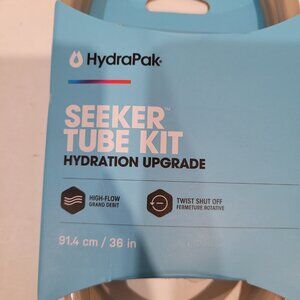 HydraPak
SEEKER™
TUBE KIT
HYDRATION UPGRADE
HIGH-FLOW
GRAND DEBIT
TWIST SHUT OFF
FERMETURE ROTATIVE
91.4 cm / 36 in